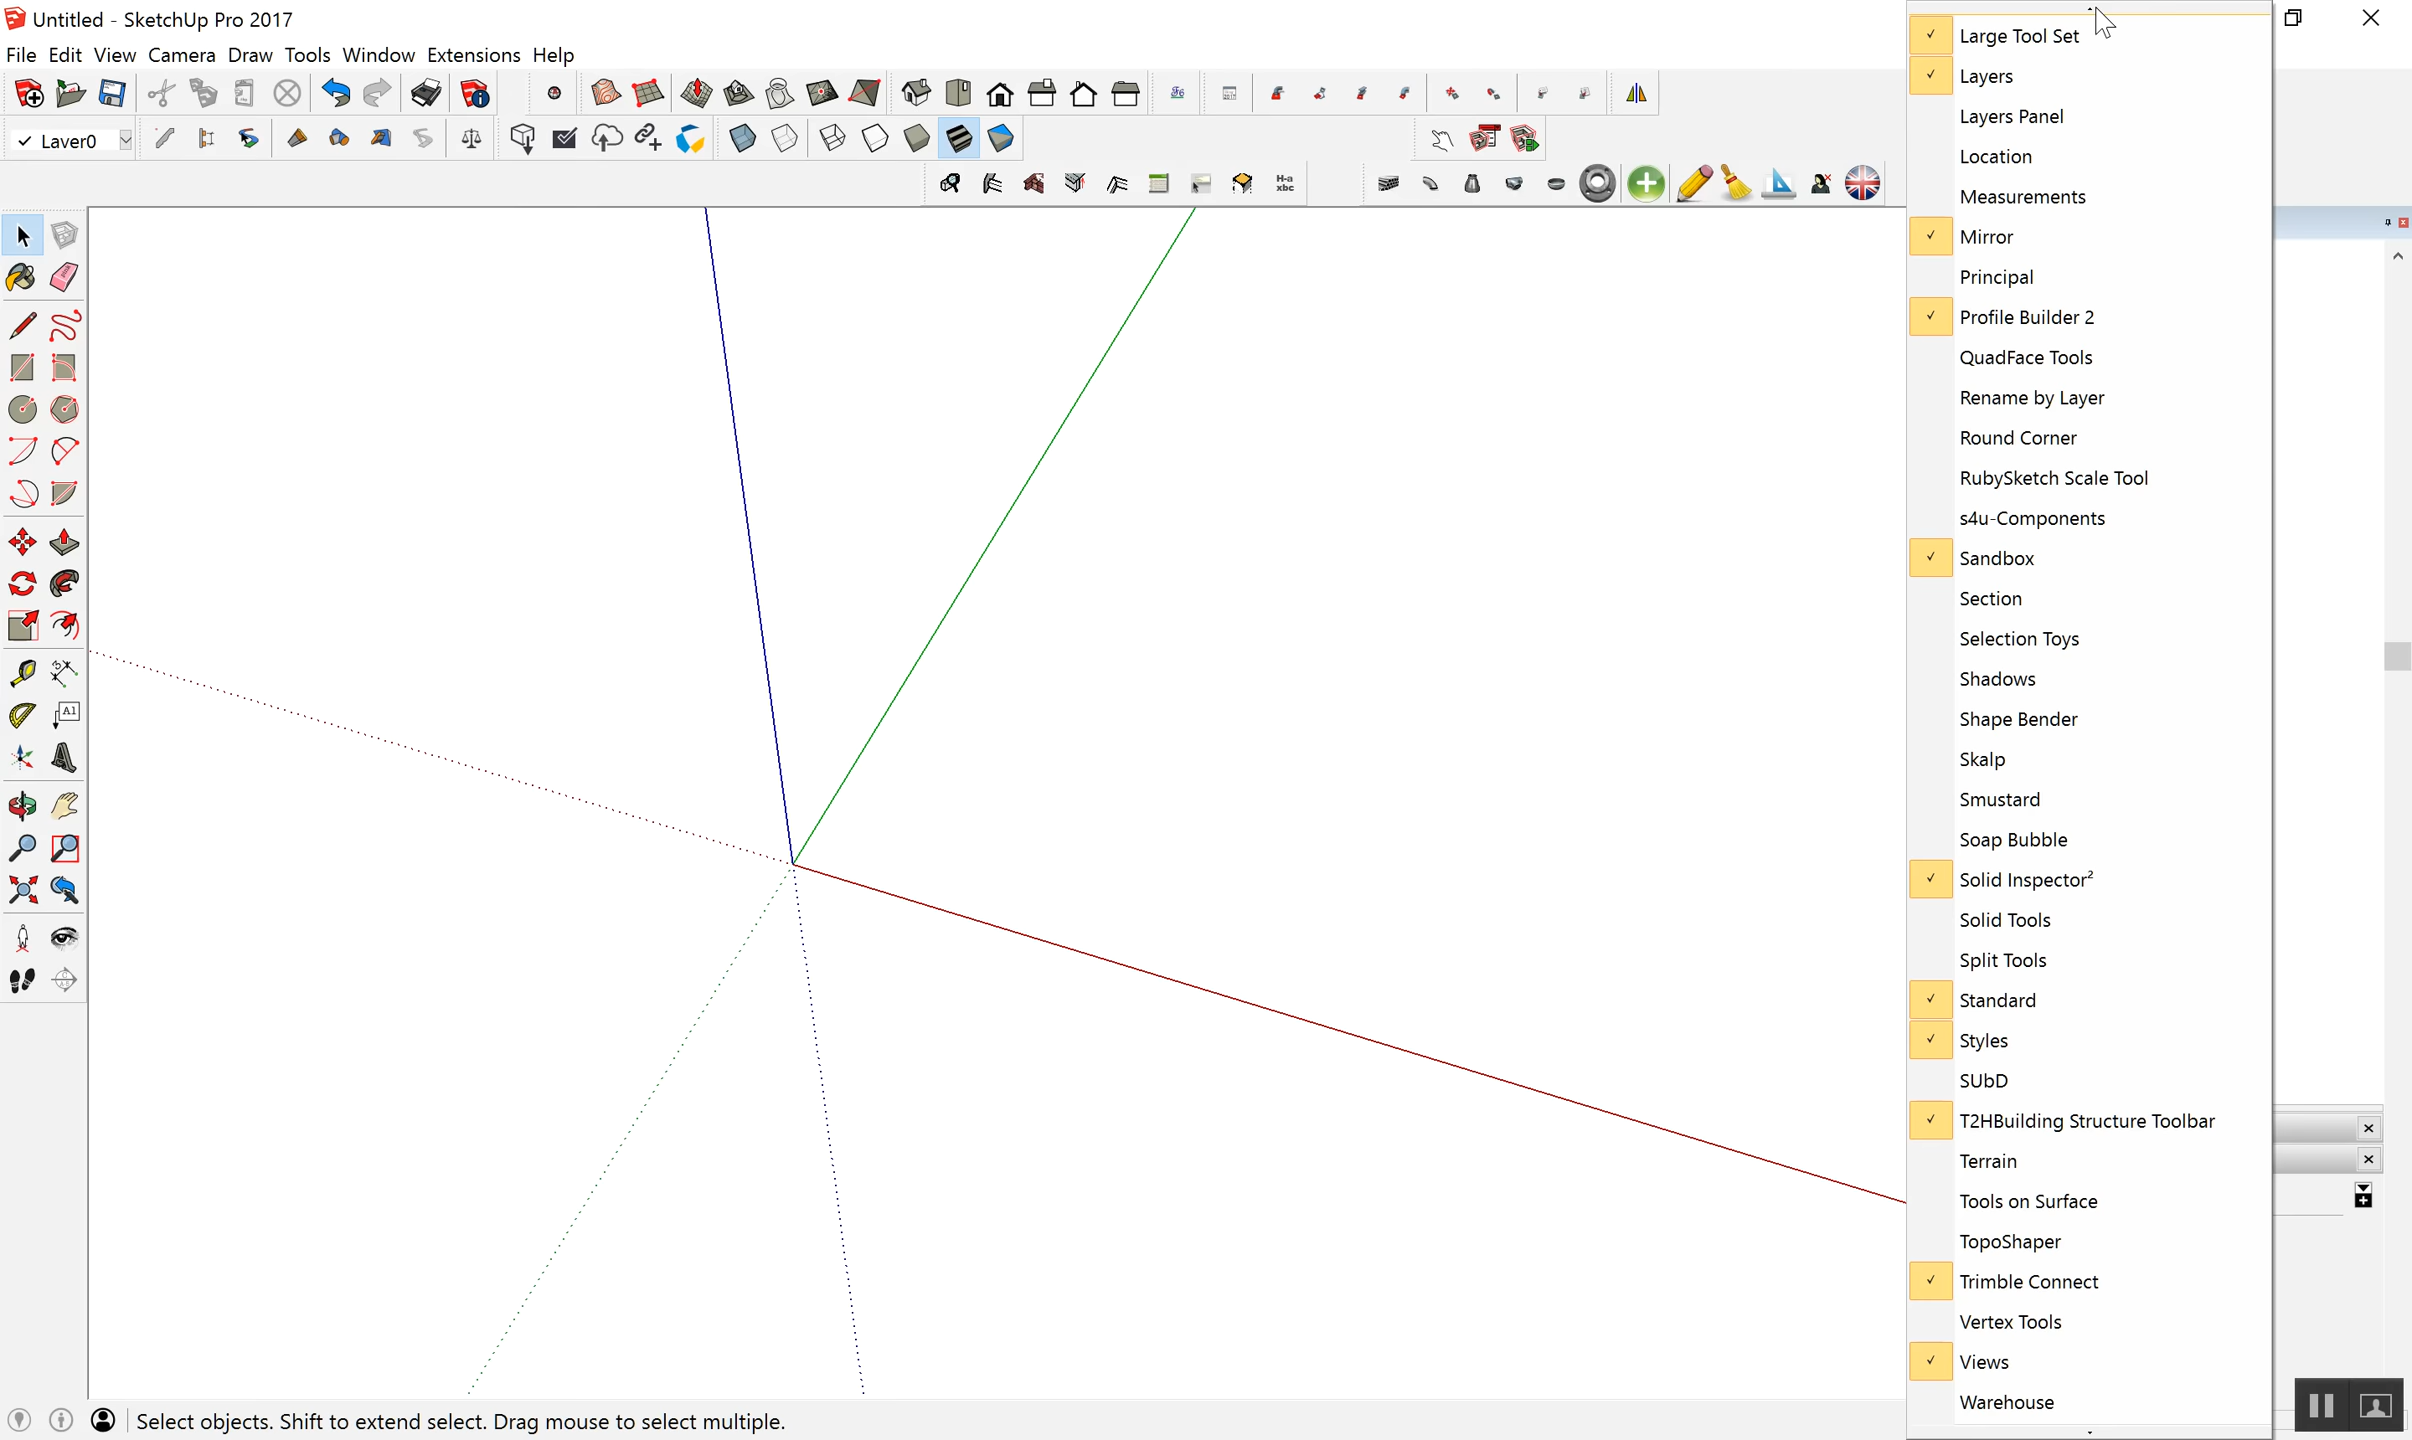 Untitled - SketchUp Pro 2017
File Edit View Camera Draw Tools Window Extensions Help
Layer0
H-a
xbc
A1
Large Tool Set
Layers
Layers Panel
Location
Measurements
Mirror
Principal
Profile Builder 2
QuadFace Tools
Rename by Layer
Round Corner
RubySketch Scale Tool
s4u-Components
Sandbox
Section
Selection Toys
Shadows
Shape Bender
Skalp
Smustard
Soap Bubble
Solid Inspector²
Solid Tools
Split Tools
Standard
Styles
SUbD
T2HBuilding Structure Toolbar
Terrain
Tools on Surface
TopoShaper
Trimble Connect
Vertex Tools
Views
Warehouse
Select objects. Shift to extend select. Drag mouse to select multiple.